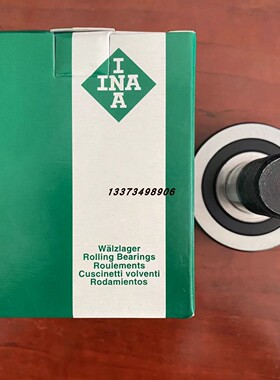 I
N
INA
A
13373498906
Wälzlager
Rolling Bearings
Roulements
Cuscinetti volventi
Rodamientos